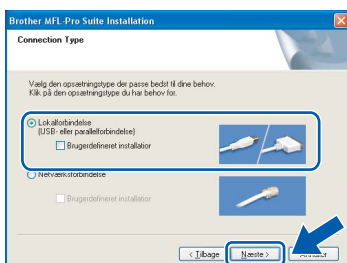 Brother MFL-Pro Suite Installation
Connection Type
Vælg den opsætningstype der passe bedst til dine behov.
Klik på den opsætningstype du har behov for.
Lokalforbindelse
(USB- eller parallelforbindelse)
Brugerdefineret installation
Netværksforbindelse
Brugerdefineret installation
< Tilbage
Næste >
Annuller